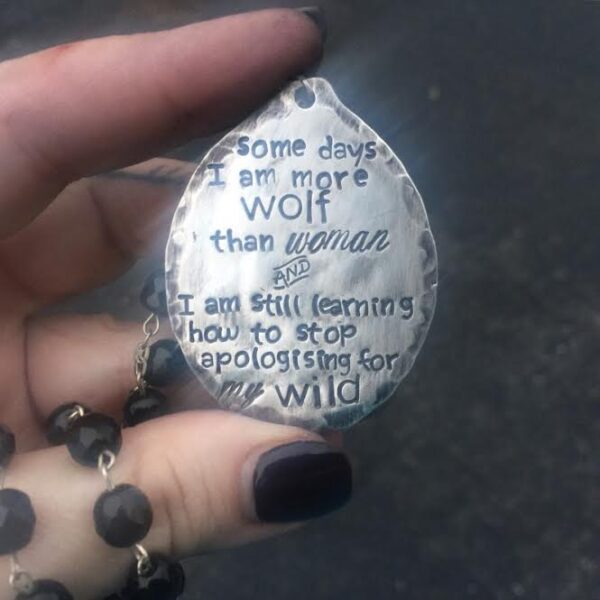 some days
I am more
wolf
than woman
AND
I am still learning
how to stop
apologising for
my wild